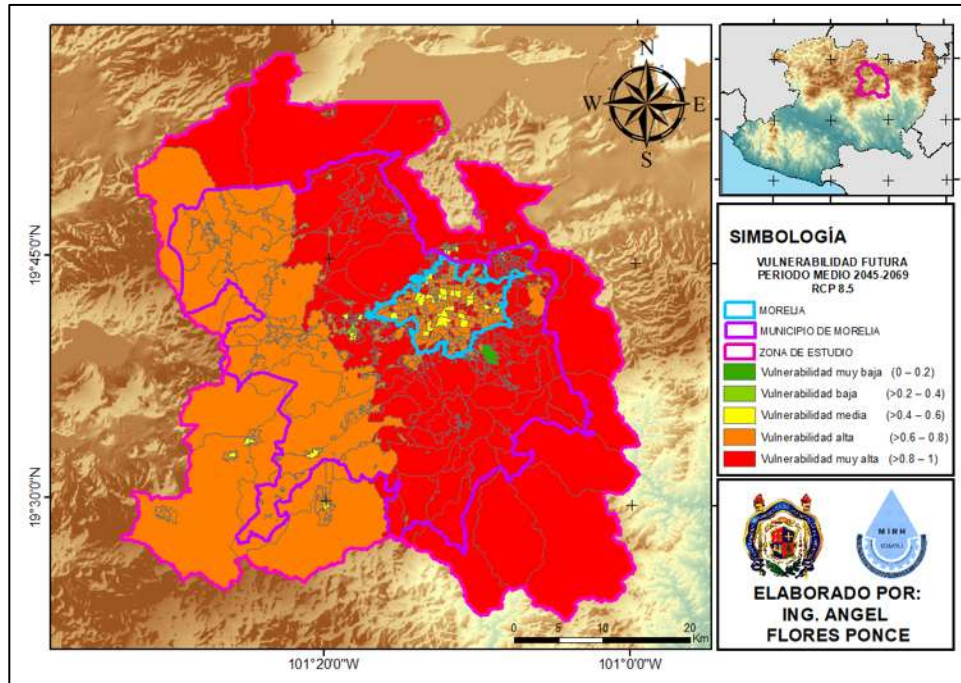 N
W
E
S
19°45'0"N
19°30'0"N
101°20'0"W
101°0'0"W
0
5
10
20
Km
SIMBOLOGÍA
VULNERABILIDAD FUTURA
PERIODO MEDIO 2045-2069
RCP 8.5
MORELIA
MUNICIPIO DE MORELIA
ZONA DE ESTUDIO
Vulnerabilidad muy baja (0 – 0.2)
Vulnerabilidad baja (>0.2 – 0.4)
Vulnerabilidad media (>0.4 – 0.6)
Vulnerabilidad alta (>0.6 – 0.8)
Vulnerabilidad muy alta (>0.8 – 1)
MIRH
ELABORADO POR:
ING. ANGEL
FLORES PONCE